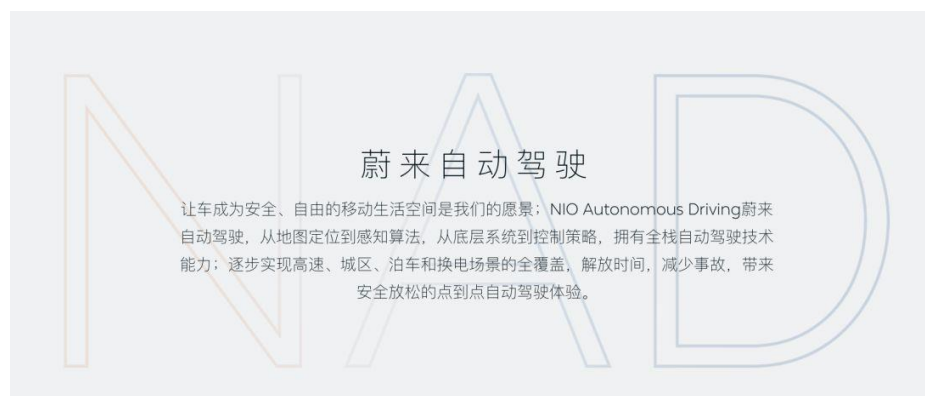 NAD
蔚来自动驾驶
让车成为安全、自由的移动生活空间是我们的愿景；NIO Autonomous Driving蔚来
自动驾驶，从地图定位到感知算法，从底层系统到控制策略，拥有全栈自动驾驶技术
能力；逐步实现高速、城区、泊车和换电场景的全覆盖，解放时间，减少事故，带来
安全放松的点到点自动驾驶体验。